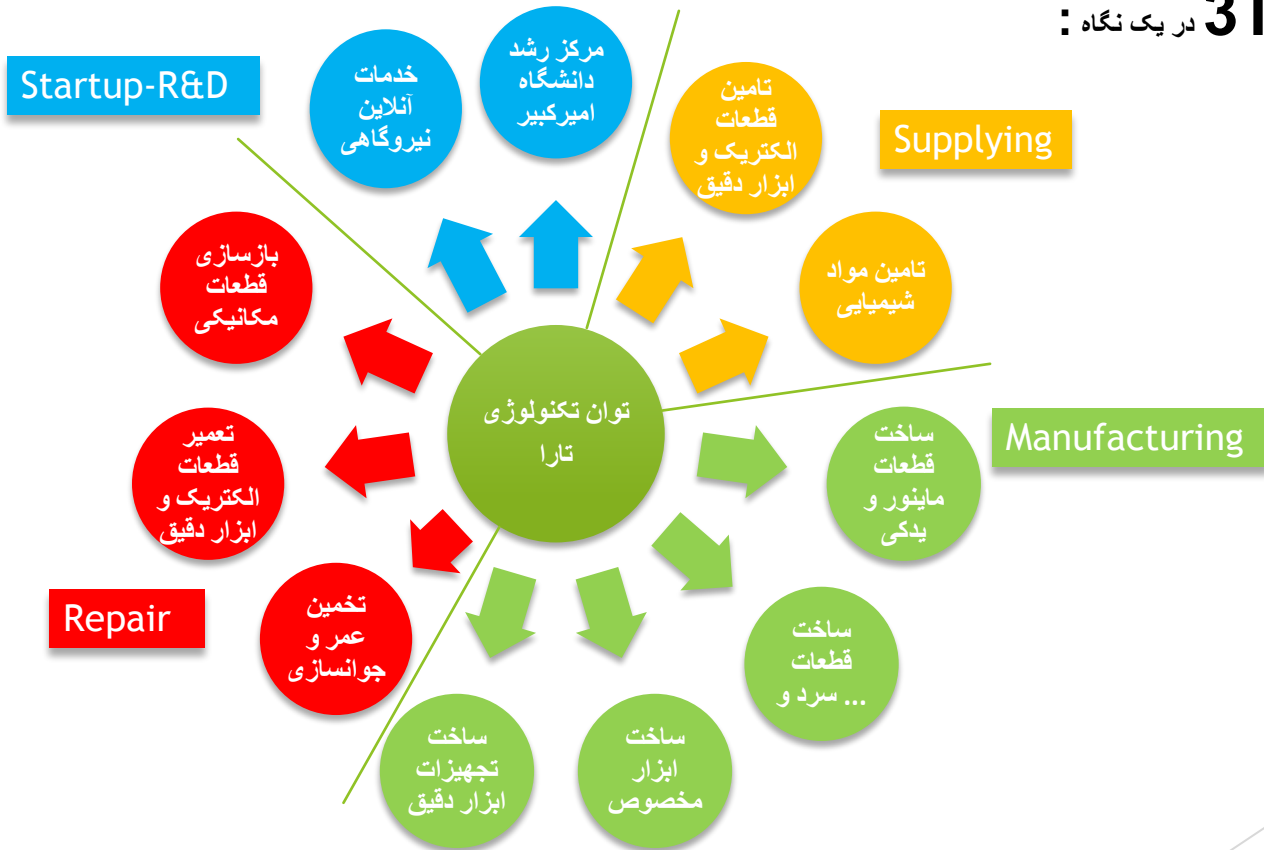 در یک نگاه :
Startup-R&D
خدمات
آنلاین
نیروگاهی
مرکز رشد
دانشگاه
امیرکبیر
تامین
قطعات
الکتریک و
ابزار دقیق
Supplying
تامین مواد
شیمیایی
بازسازی
قطعات
مکانیکی
توان تکنولوژی
تارا
تعمیر
قطعات
الکتریک و
ابزار دقیق
ساخت
قطعات
ماینور و
یدکی
Manufacturing
Repair
تخمین
عمر و
جوانسازی
ساخت
قطعات
سرد و ...
ساخت
تجهیزات
ابزار دقیق
ساخت
ابزار
مخصوص